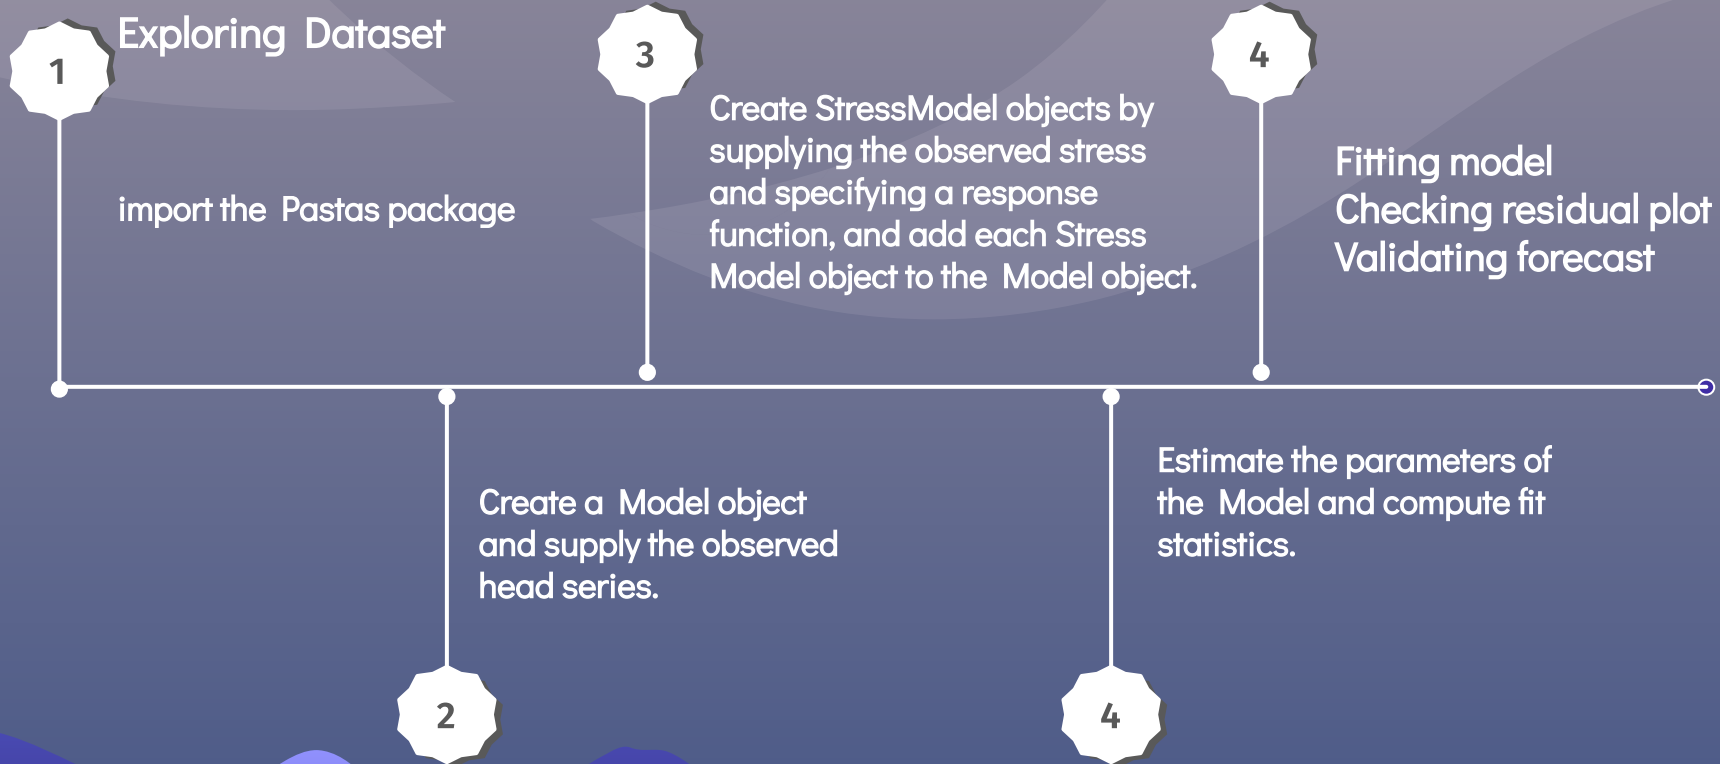 1
Exploring Dataset
import the Pastas package
2
Create a Model object
and supply the observed
head series.
3
Create StressModel objects by
supplying the observed stress
and specifying a response
function, and add each Stress
Model object to the Model object.
4
Estimate the parameters of
the Model and compute fit
statistics.
4
Fitting model
Checking residual plot
Validating forecast